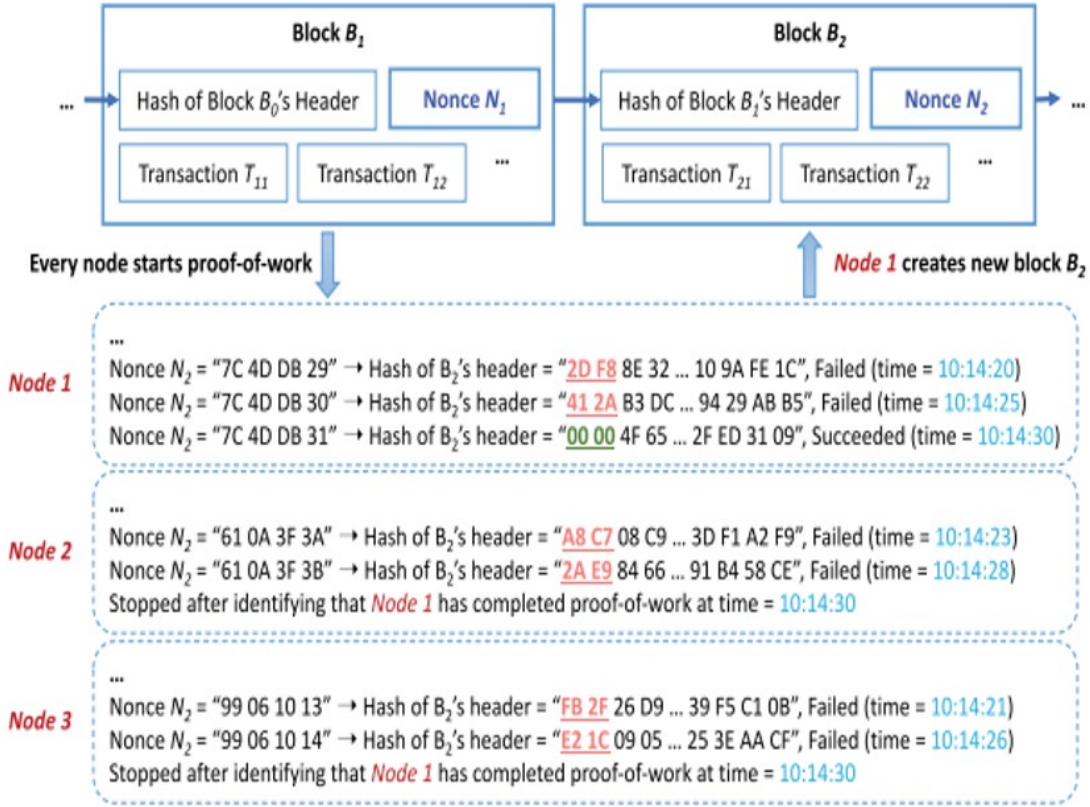 Block B1
Block B2
...
Hash of Block B0's Header
Nonce N1
Hash of Block B1's Header
Nonce N2
...
Transaction T11
Transaction T12
...
Transaction T21
Transaction T22
...
Every node starts proof-of-work
Node 1 creates new block B2
...
Node 1
Nonce N2 = “7C 4D DB 29” → Hash of B2's header = “2D F8 8E 32 ... 10 9A FE 1C”, Failed (time = 10:14:20)
Nonce N2 = “7C 4D DB 30” → Hash of B2's header = “41 2A B3 DC ... 94 29 AB B5”, Failed (time = 10:14:25)
Nonce N2 = “7C 4D DB 31” → Hash of B2's header = “00 00 4F 65 ... 2F ED 31 09”, Succeeded (time = 10:14:30)
...
Node 2
Nonce N2 = “61 0A 3F 3A” → Hash of B2's header = “A8 C7 08 C9 ... 3D F1 A2 F9”, Failed (time = 10:14:23)
Nonce N2 = “61 0A 3F 3B” → Hash of B2's header = “2A E9 84 66 ... 91 B4 58 CE”, Failed (time = 10:14:28)
Stopped after identifying that Node 1 has completed proof-of-work at time = 10:14:30
...
Node 3
Nonce N2 = “99 06 10 13” → Hash of B2's header = “FB 2F 26 D9 ... 39 F5 C1 0B”, Failed (time = 10:14:21)
Nonce N2 = “99 06 10 14” → Hash of B2's header = “E2 1C 09 05 ... 25 3E AA CF”, Failed (time = 10:14:26)
Stopped after identifying that Node 1 has completed proof-of-work at time = 10:14:30